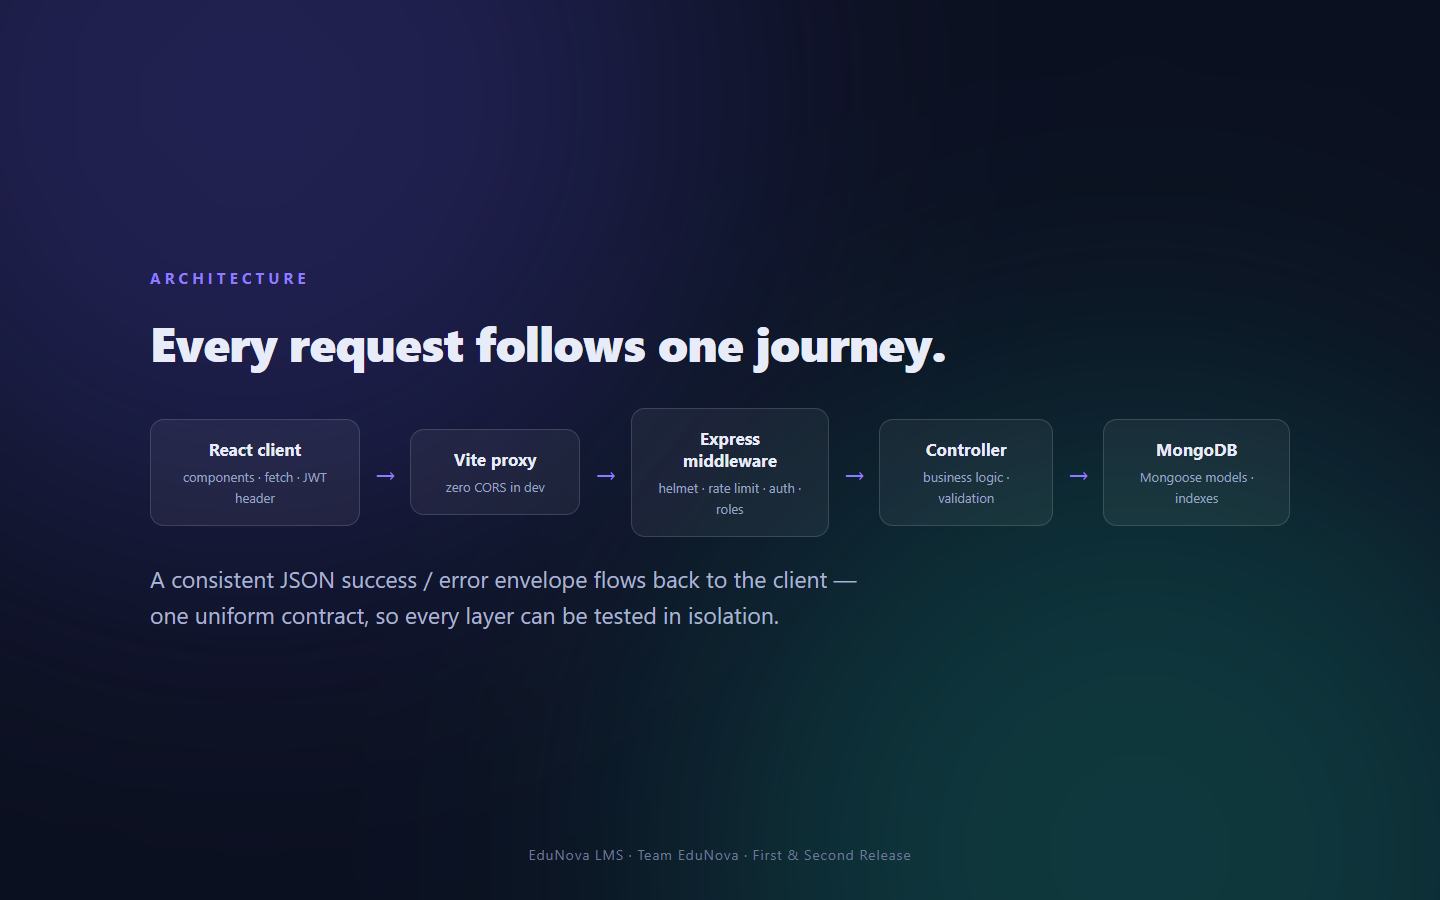 ARCHITECTURE
Every request follows one journey.
React client
components · fetch · JWT
header
→
Vite proxy
zero CORS in dev
→
Express
middleware
helmet · rate limit · auth ·
roles
→
Controller
business logic ·
validation
→
MongoDB
Mongoose models ·
indexes
A consistent JSON success / error envelope flows back to the client —
one uniform contract, so every layer can be tested in isolation.
EduNova LMS · Team EduNova · First & Second Release